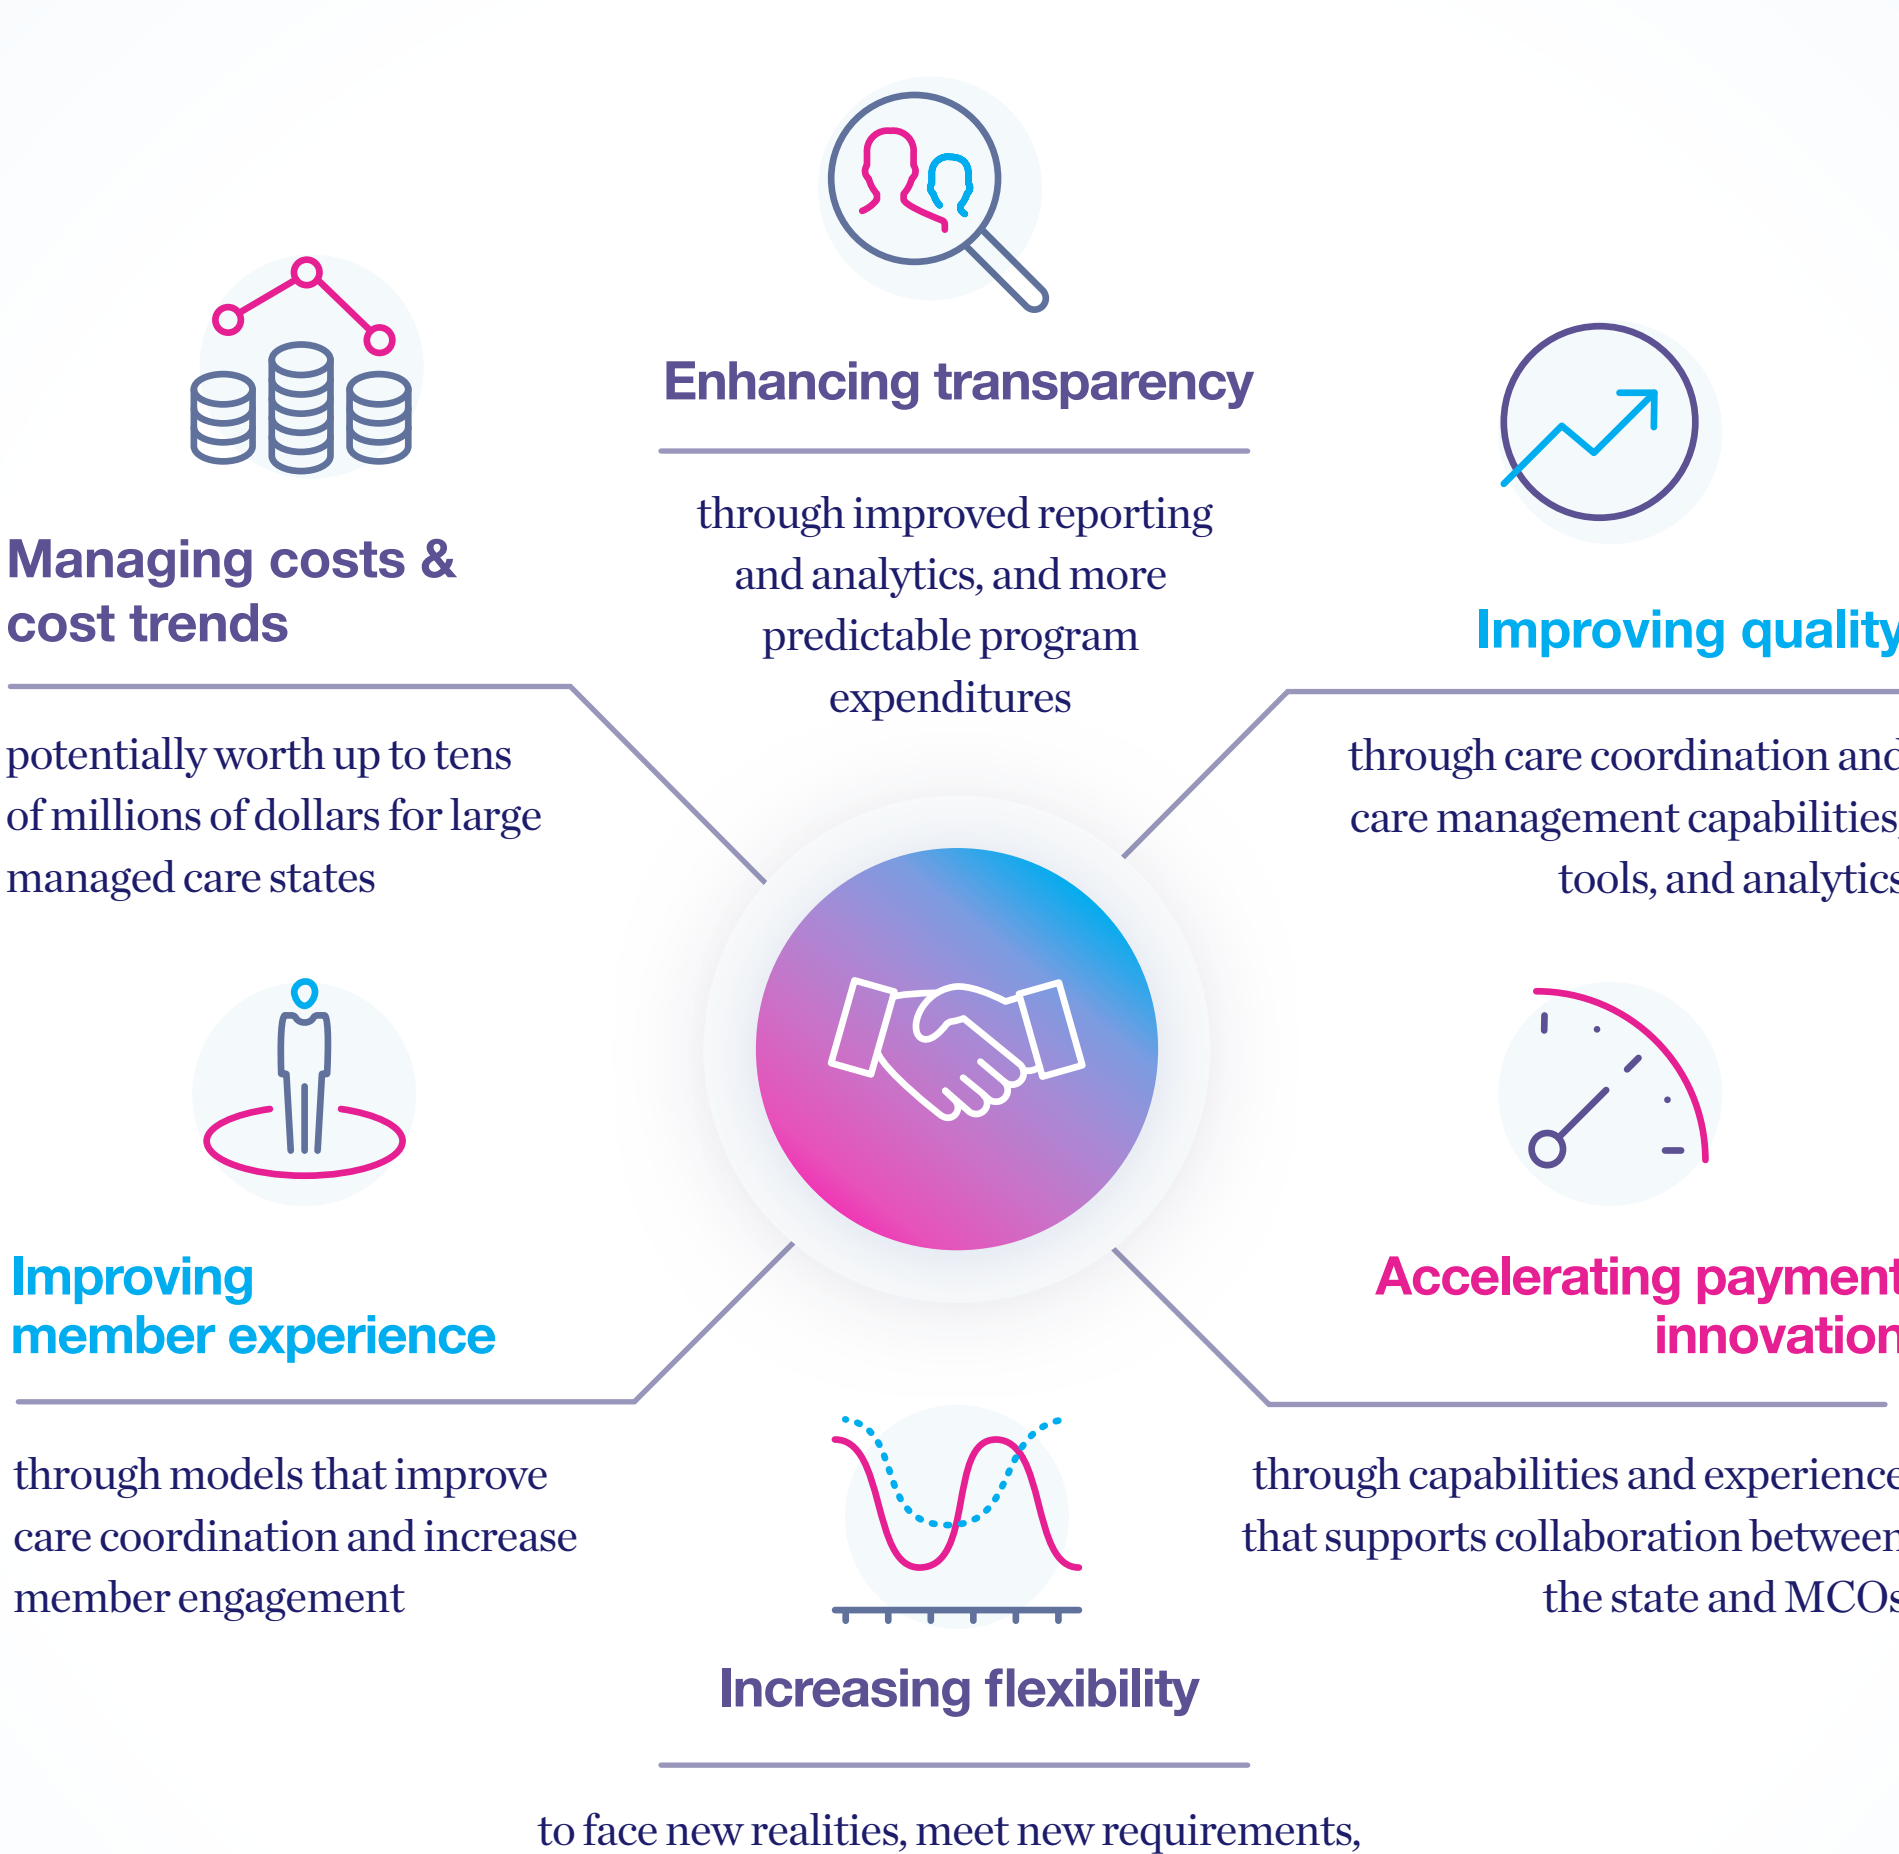 Enhancing transparency
through improved reporting
and analytics, and more
predictable program
expenditures
Managing costs &
cost trends
potentially worth up to tens
of millions of dollars for large
managed care states
Improving quality
through care coordination and
care management capabilities,
tools, and analytics
Improving
member experience
through models that improve
care coordination and increase
member engagement
Accelerating payment
innovation
through capabilities and experience
that supports collaboration between
the state and MCOs
Increasing flexibility
to face new realities, meet new requirements,